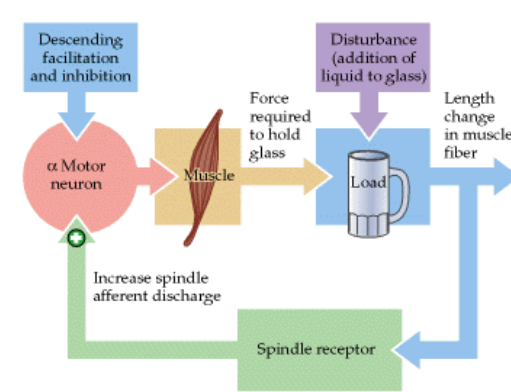 Descending
facilitation
and inhibition
Disturbance
(addition of
liquid to glass)
Force
required
to hold
glass
Length
change
in muscle
fiber
α Motor
neuron
Muscle
Load
Increase spindle
afferent discharge
Spindle receptor